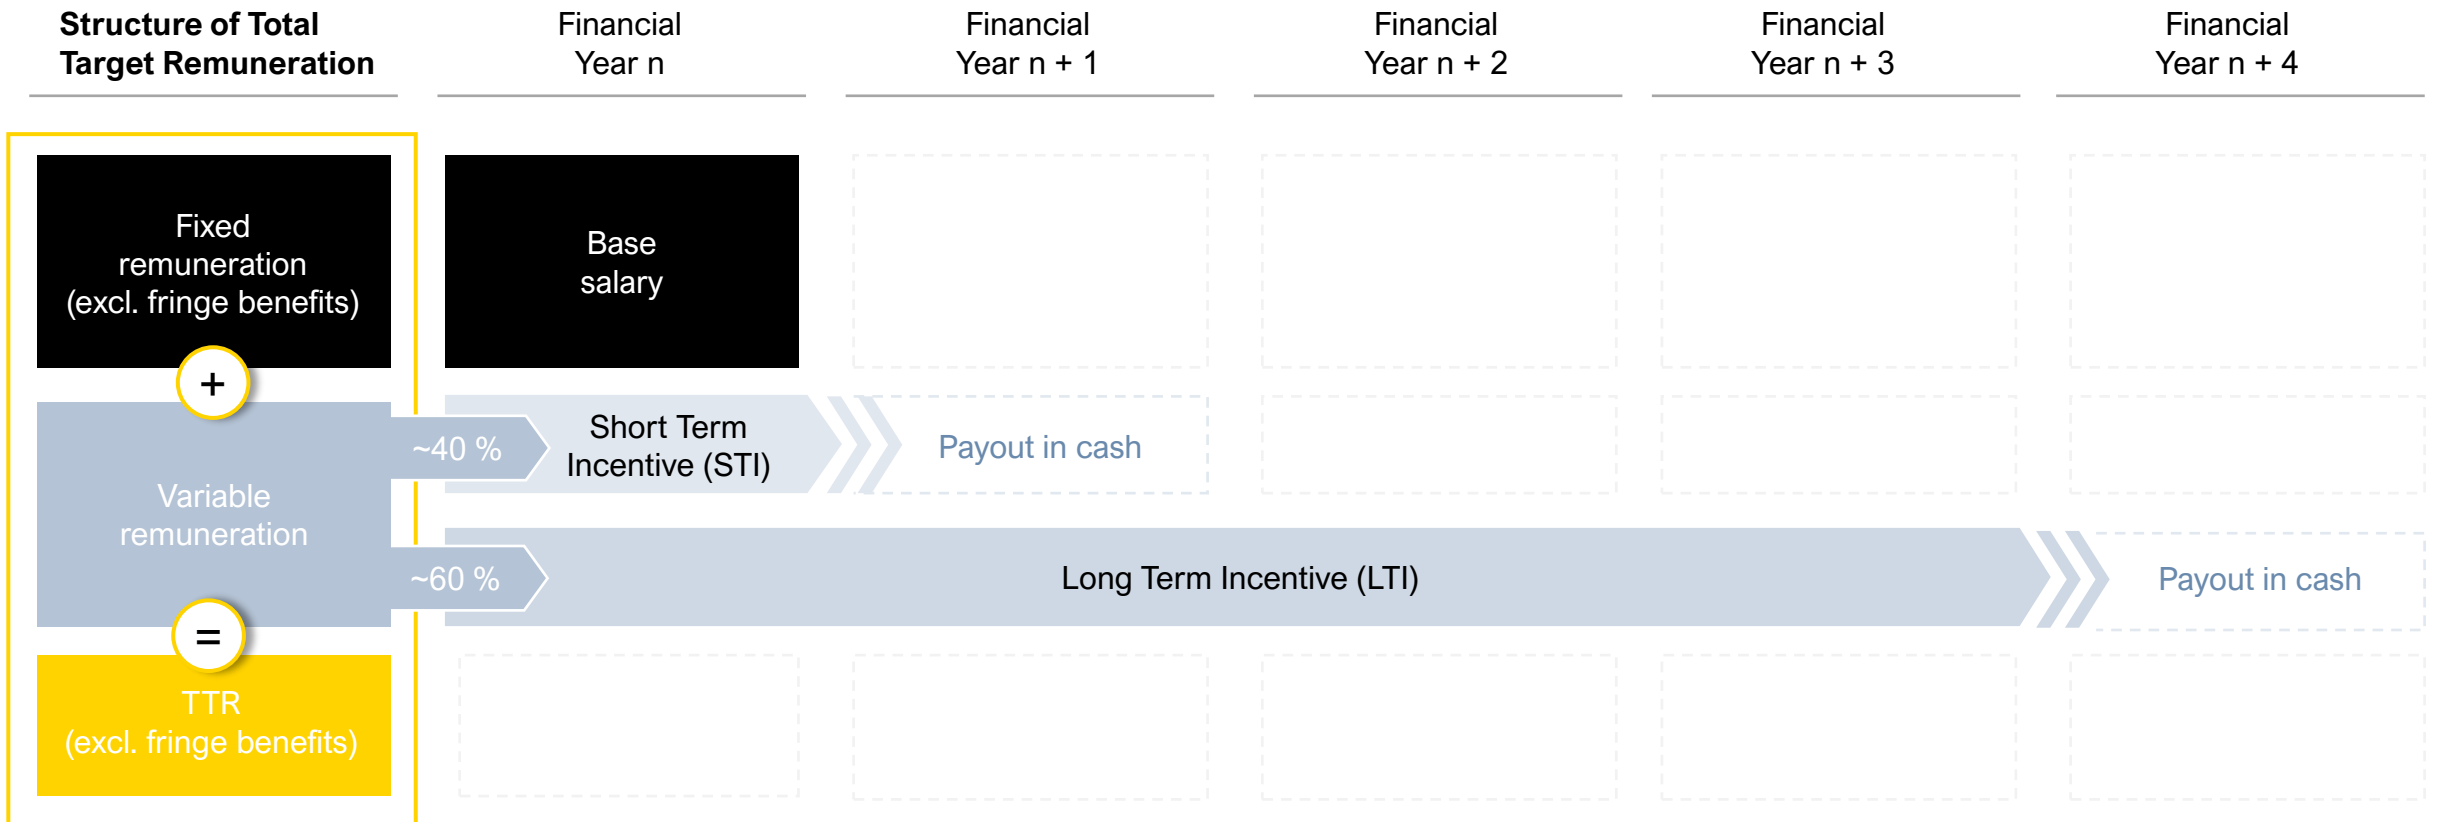 Structure of Total
Target Remuneration
Financial
Year n
Financial
Year n + 1
Financial
Year n + 2
Financial
Year n + 3
Financial
Year n + 4
Fixed
remuneration
(excl. fringe benefits)
Base
salary
+
Variable
remuneration
~40 %
Short Term
Incentive (STI)
Payout in cash
~60 %
Long Term Incentive (LTI)
Payout in cash
=
TTR
(excl. fringe benefits)